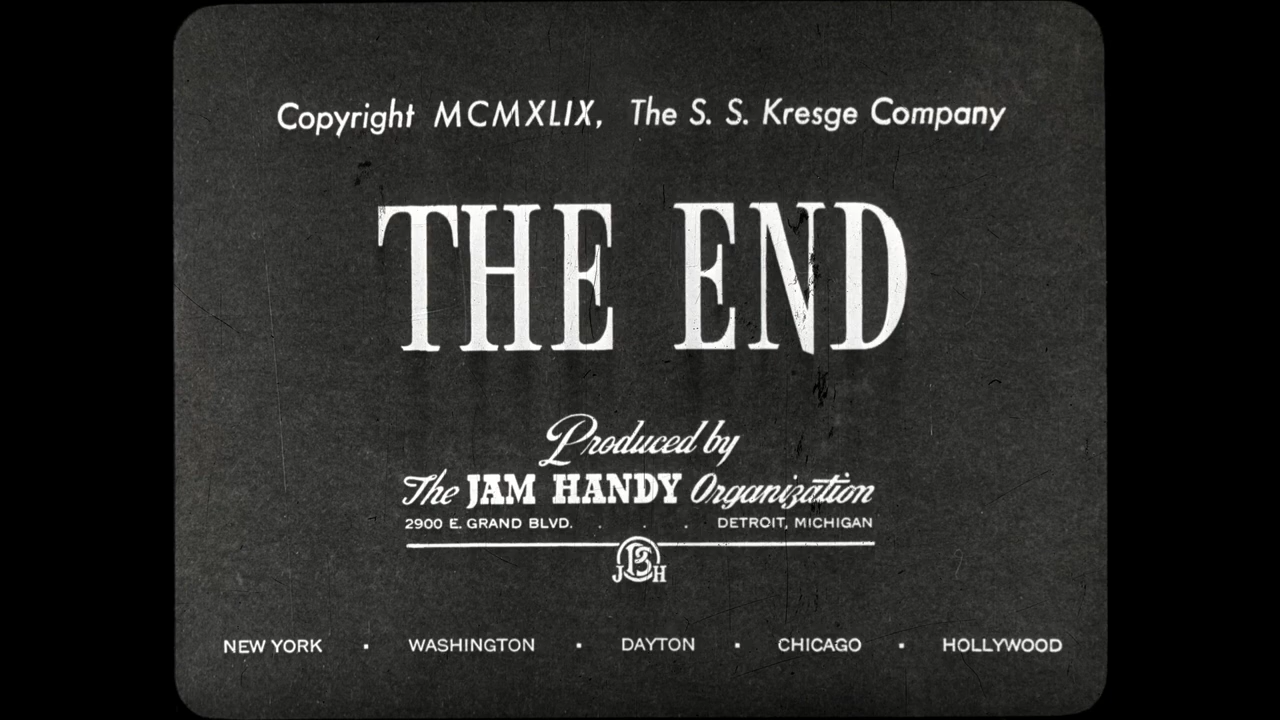 Copyright MCMXLIX, The S. S. Kresge Company
THE END
Produced by
The JAM HANDY Organization
2900 E. GRAND BLVD. . . . DETROIT, MICHIGAN
J H
NEW YORK ▪ WASHINGTON ▪ DAYTON ▪ CHICAGO ▪ HOLLYWOOD